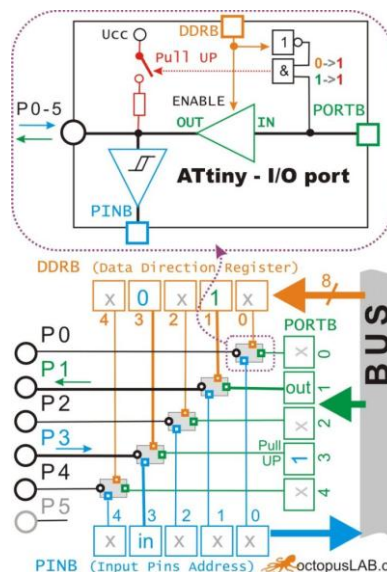 DDRB
Ucc
1
Pull UP
&
0->1
1->1
ENABLE
P0-5
OUT
IN
PORTB
ATtiny - I/O port
PINB
DDRB (Data Direction Register)
8
x 0 x 1 x
4 3 2 1 0
BUS
PORTB
P0
x 0
P1
out 1
P2
x 2
P3
Pull UP
1 3
P4
x 4
P5
4 3 2 1 0
x in x x x
PINB (Input Pins Address)